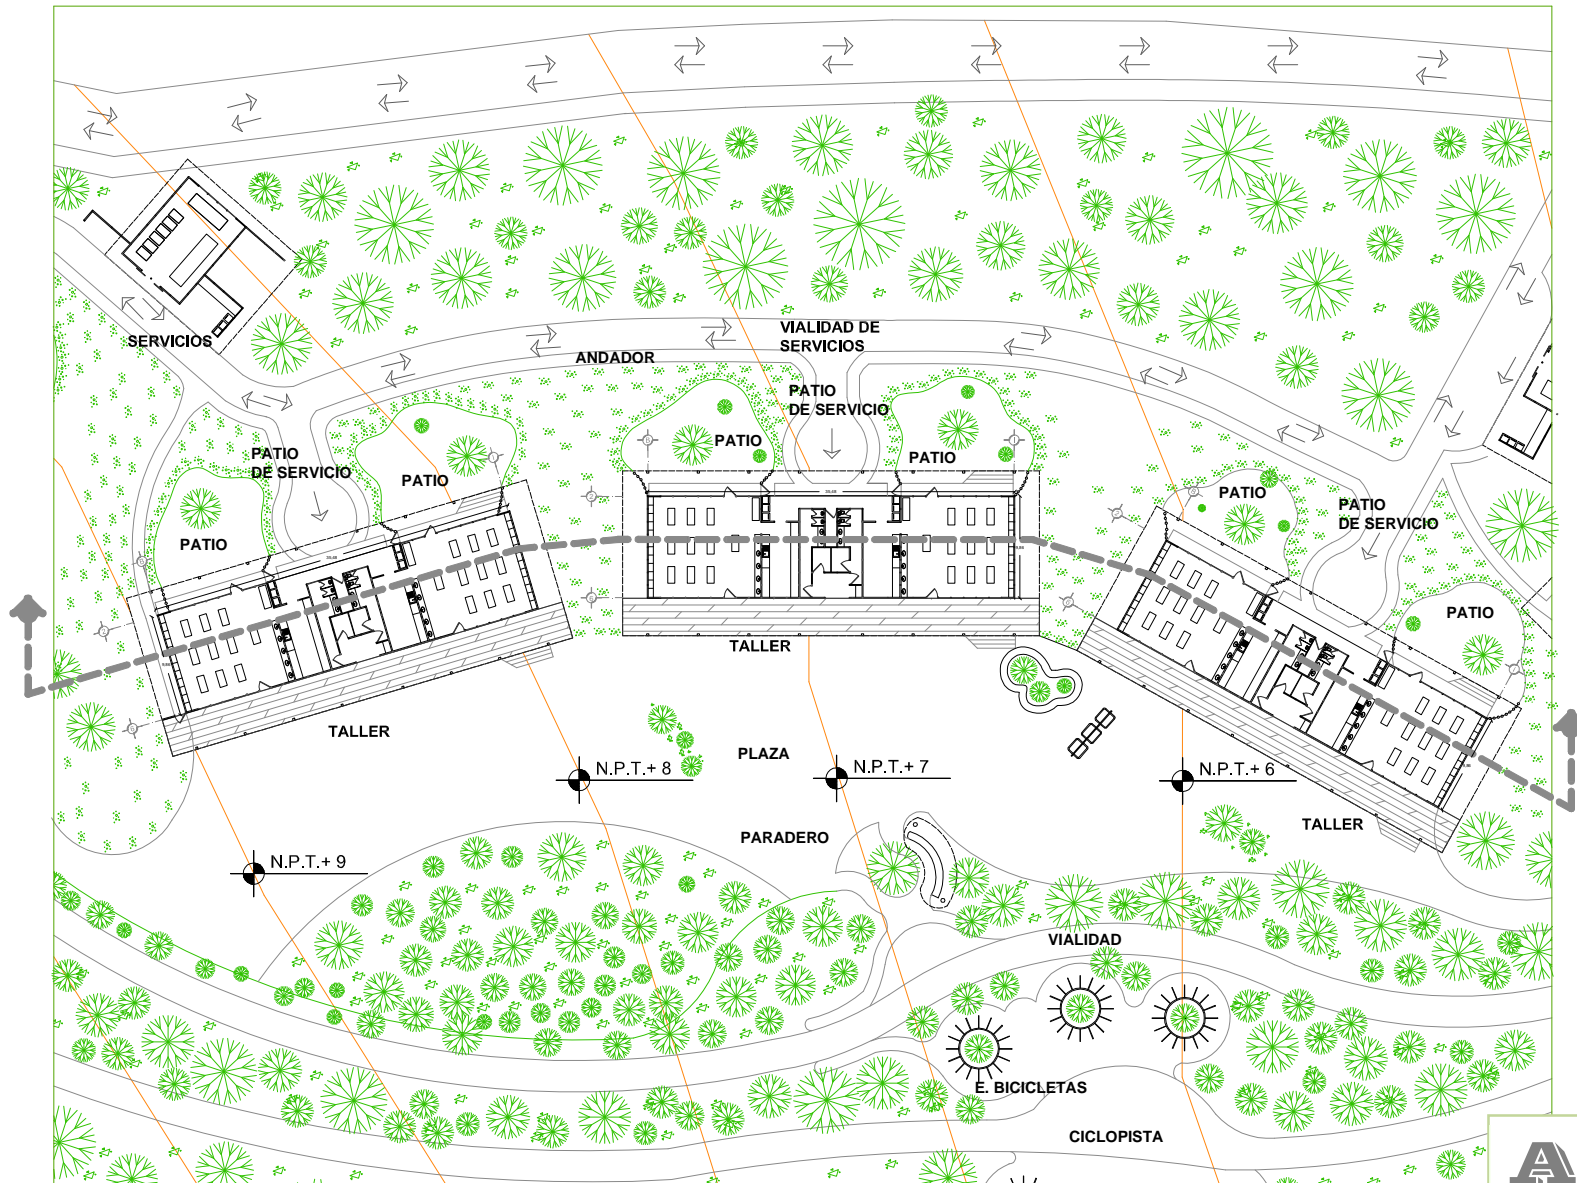 VIALIDAD DE
SERVICIOS
SERVICIOS
ANDADOR
PATIO
DE SERVICIO
PATIO
PATIO
PATIO
DE SERVICIO
PATIO
PATIO
PATIO
DE SERVICIO
PATIO
PATIO
TALLER
TALLER
PLAZA
N.P.T.+ 8
N.P.T.+ 7
N.P.T.+ 6
TALLER
PARADERO
N.P.T.+ 9
VIALIDAD
E. BICICLETAS
CICLOPISTA